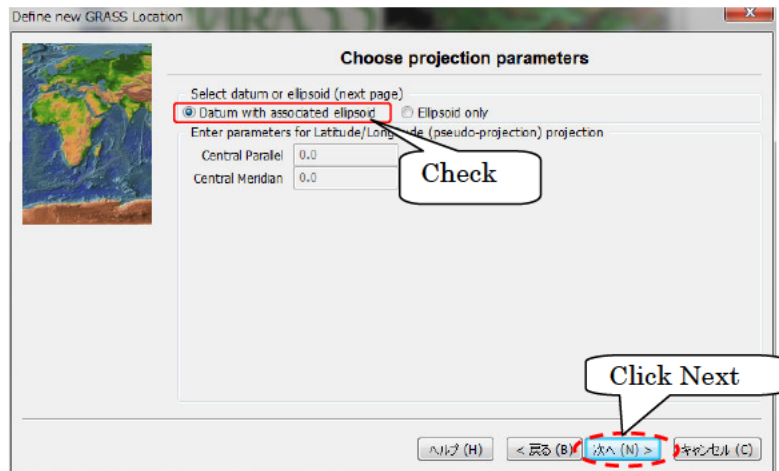 Define new GRASS Location
Choose projection parameters
Select datum or ellipsoid (next page)
Datum with associated ellipsoid Ellipsoid only
Enter parameters for Latitude/Longitude (pseudo-projection) projection
Central Parallel 0.0
Central Meridian 0.0
Check
Click Next
ヘルプ (H) < 戻る (B) 次へ (N) > キャンセル (C)